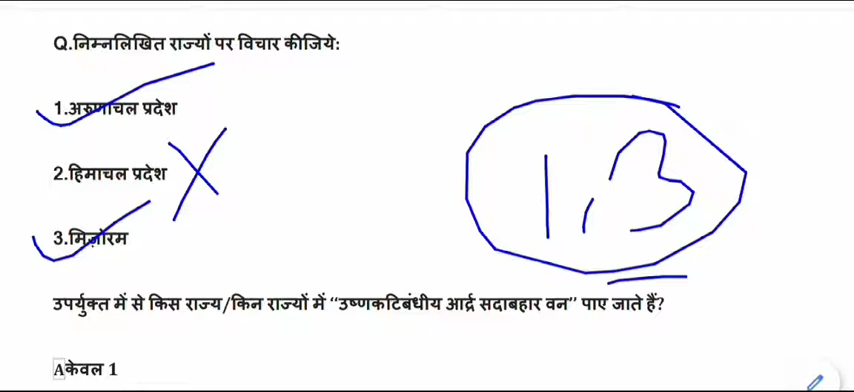 Q.निम्नलिखित राज्यों पर विचार कीजिये:
1.अरुणाचल प्रदेश
2.हिमाचल प्रदेश
1,3
3.मिज़ोरम
उपर्युक्त में से किस राज्य/किन राज्यों में "उष्णकटिबंधीय आर्द्र सदाबहार वन" पाए जाते हैं?
Aकेवल 1